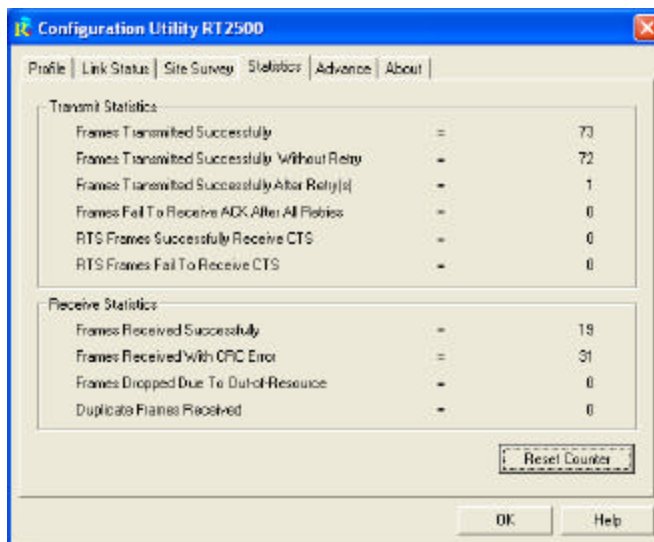 Configuration Utility RT2500
Profile Link Status Site Survey Statistics Advance About
Transmit Statistics
Frames Transmitted Successfully = 73
Frames Transmitted Successfully Without Retry = 72
Frames Transmitted Successfully After Retry(s) = 1
Frames Fail To Receive ACK After All Retries = 0
RTS Frames Successfully Receive CTS = 0
RTS Frames Fail To Receive CTS = 0
Receive Statistics
Frames Received Successfully = 19
Frames Received With CRC Error = 31
Frames Dropped Due To Out-of-Resource = 0
Duplicate Frames Received = 0
Reset Counter
OK Help